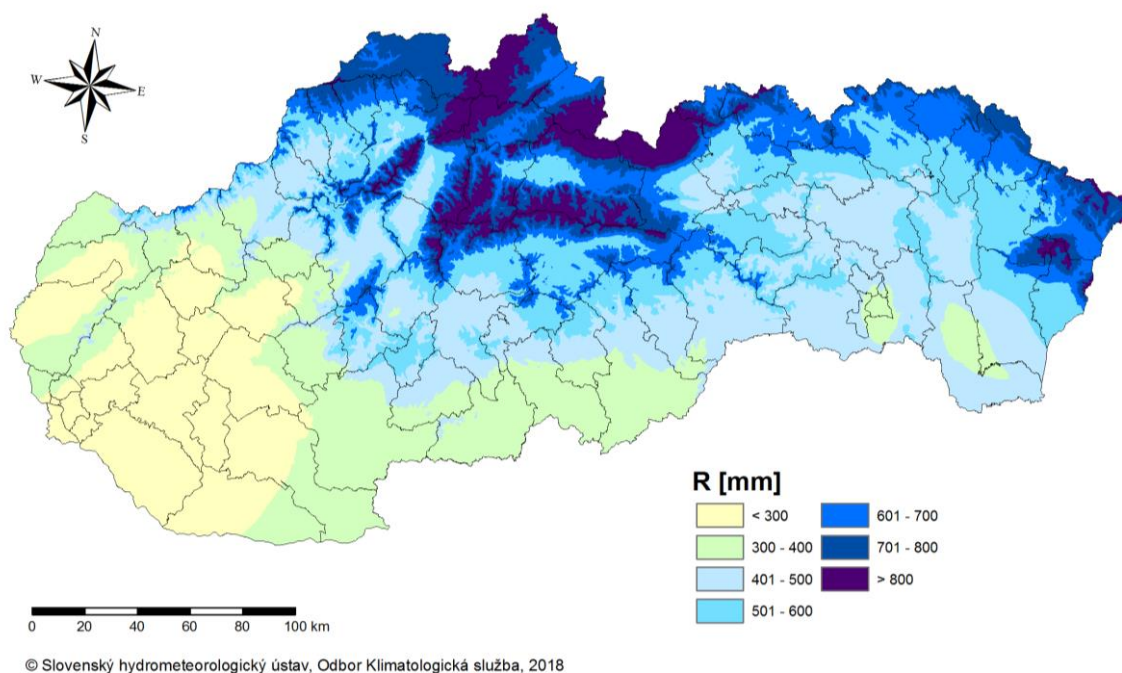 N
W
E
S
R [mm]
< 300
300 - 400
401 - 500
501 - 600
601 - 700
701 - 800
> 800
0 20 40 60 80 100 km
© Slovenský hydrometeorologický ústav, Odbor Klimatologická služba, 2018